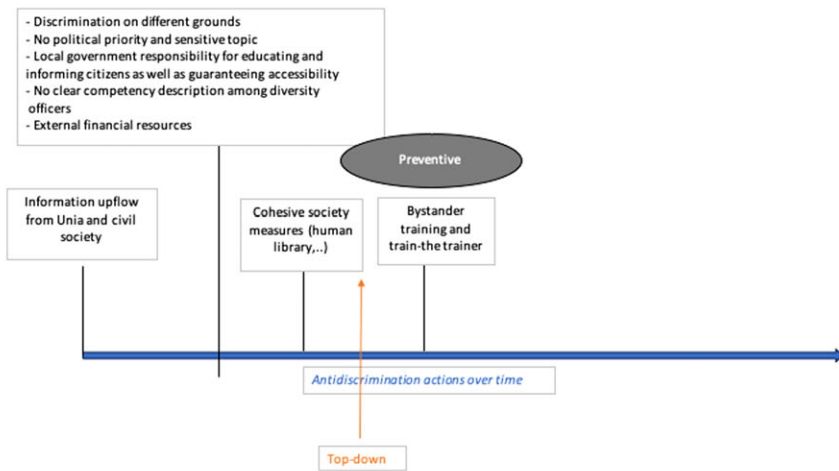 - Discrimination on different grounds
- No political priority and sensitive topic
- Local government responsibility for educating and
informing citizens as well as guaranteeing accessibility
- No clear competency description among diversity
officers
- External financial resources
Preventive
Information upflow
from Unia and civil
society
Cohesive society
measures (human
library,..)
Bystander
training and
train-the trainer
Antidiscrimination actions over time
Top-down